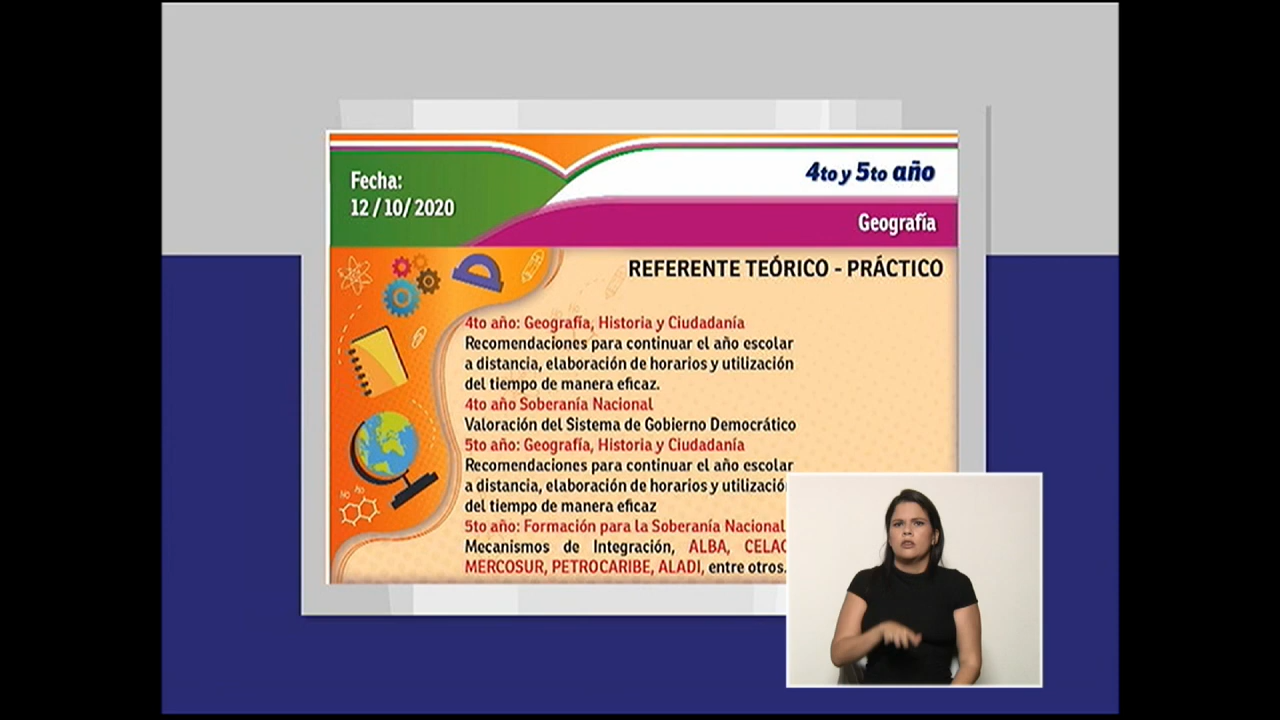 Fecha:
12 / 10/ 2020
4to y 5to año
Geografía
REFERENTE TEÓRICO - PRÁCTICO
4to año: Geografía, Historia y Ciudadanía
Recomendaciones para continuar el año escolar
a distancia, elaboración de horarios y utilización
del tiempo de manera eficaz.
4to año Soberanía Nacional
Valoración del Sistema de Gobierno Democrático
5to año: Geografía, Historia y Ciudadanía
Recomendaciones para continuar el año escolar
a distancia, elaboración de horarios y utilizació
del tiempo de manera eficaz
5to año: Formación para la Soberanía Nacional
Mecanismos de Integración, ALBA, CELAC
MERCOSUR, PETROCARIBE, ALADI, entre otros.